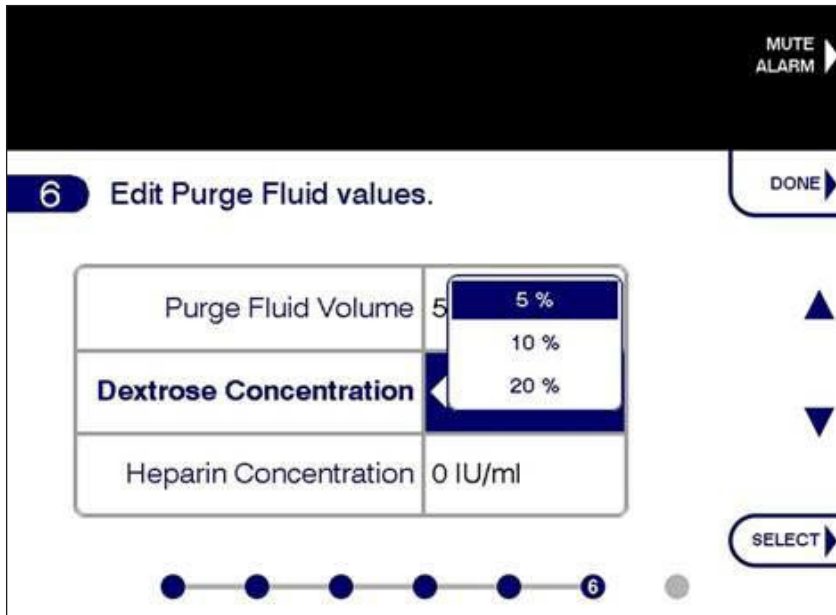 MUTE
ALARM
DONE
6 Edit Purge Fluid values.
Purge Fluid Volume 5
5 %
10 %
20 %
Dextrose Concentration
Heparin Concentration 0 IU/ml
SELECT
6